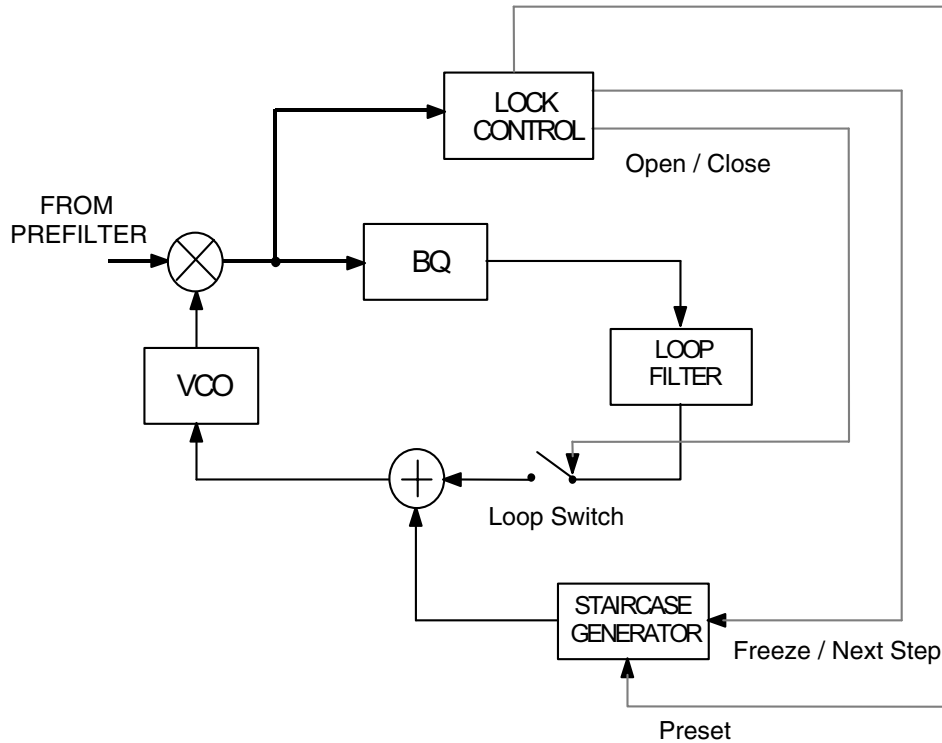 LOCK
CONTROL
Open / Close
FROM
PREFILTER
BQ
LOOP
FILTER
VCO
Loop Switch
STAIRCASE
GENERATOR
Freeze / Next Step
Preset